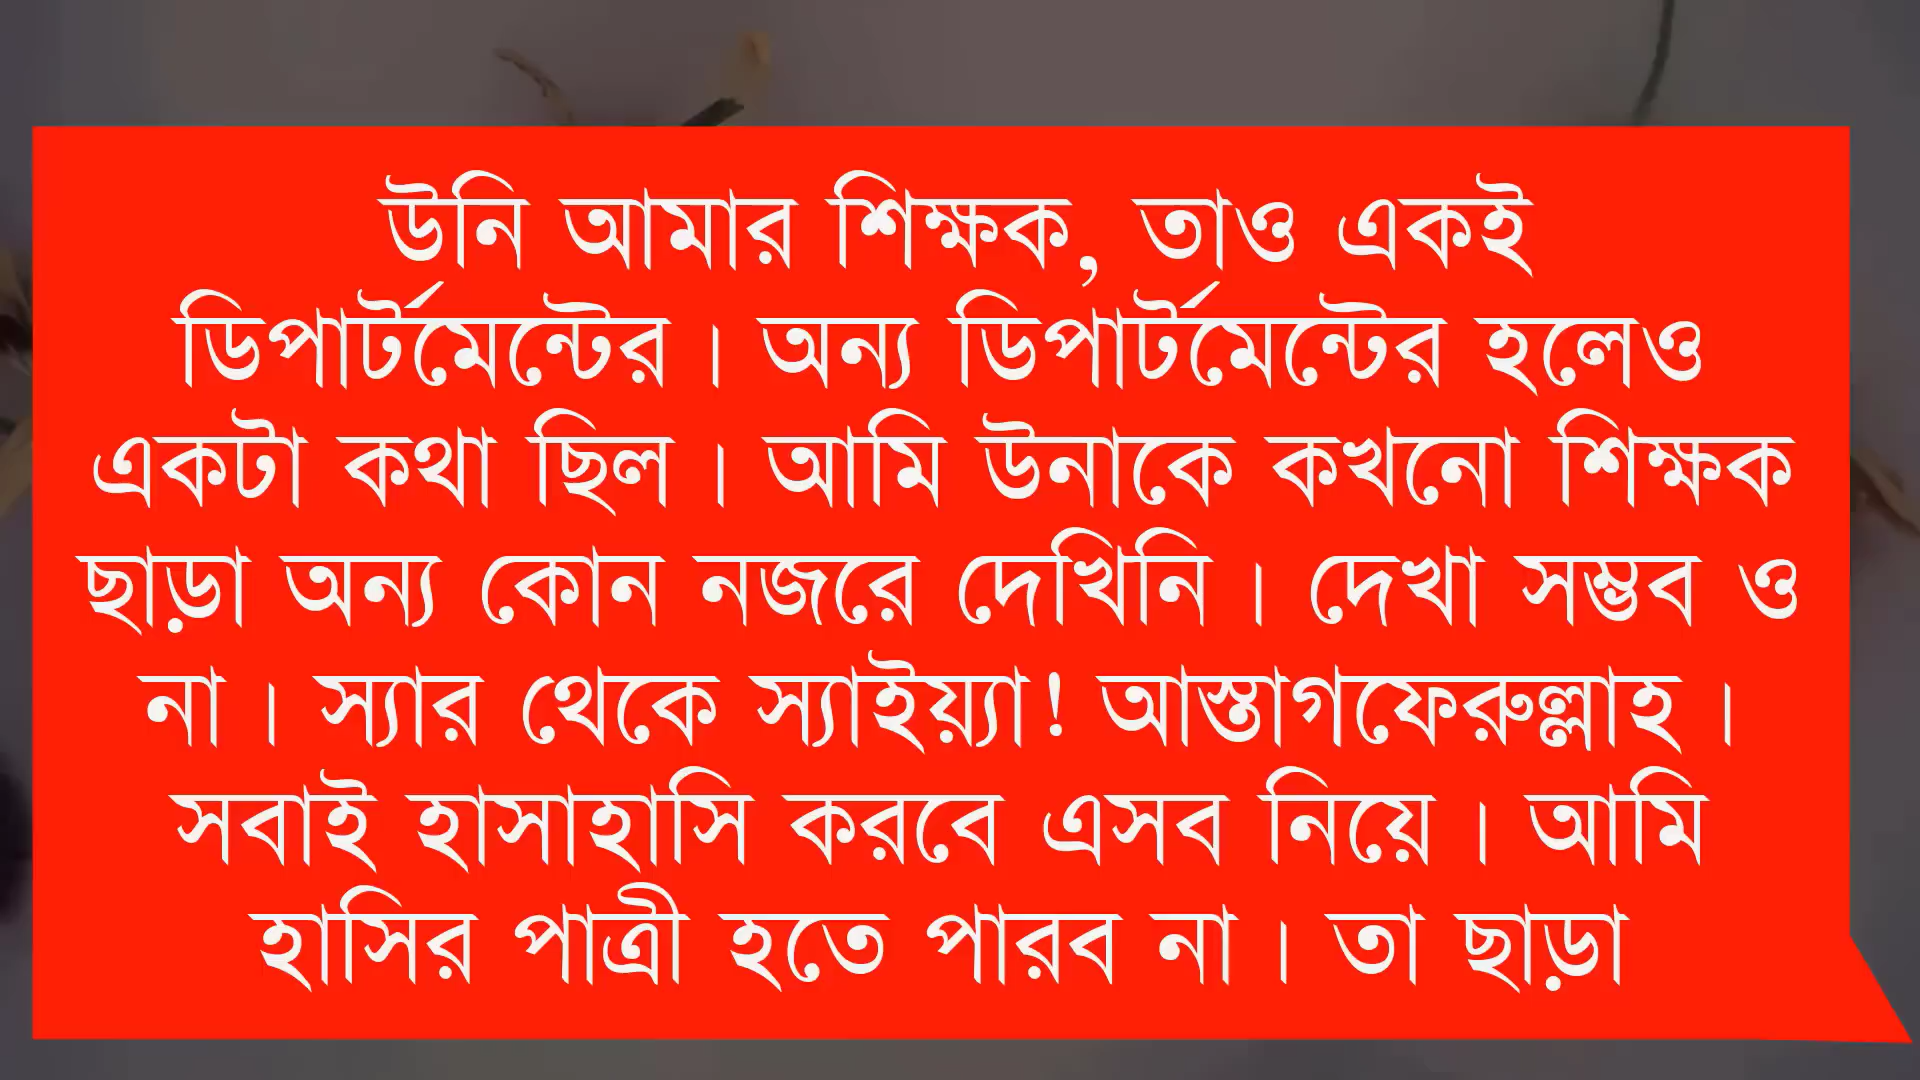 উনি আমার শিক্ষক, তাও একই
ডিপার্টমেন্টের। অন্য ডিপার্টমেন্টের হলেও
একটা কথা ছিল। আমি উনাকে কখনো শিক্ষক
ছাড়া অন্য কোন নজরে দেখিনি। দেখা সম্ভব ও
না। স্যার থেকে স্যাইয়্যা! আস্তাগফেরুল্লাহ।
সবাই হাসাহাসি করবে এসব নিয়ে। আমি
হাসির পাত্রী হতে পারব না। তা ছাড়া